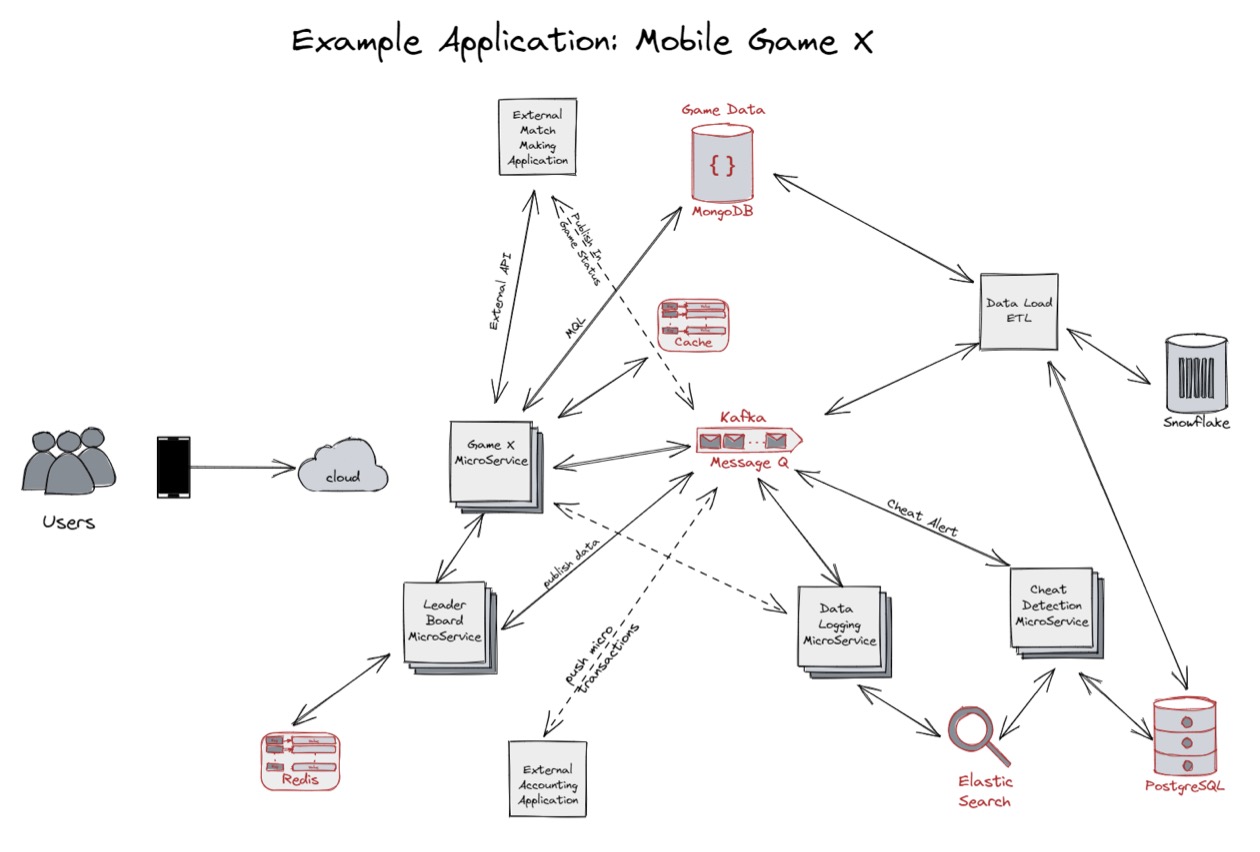 Example Application: Mobile Game X
External
Match
Making
Application
Game Data
{ }
MongoDB
Publish In
Game Status
External API
MQL
Cache
Data Load
ETL
Snowflake
Kafka
Message Q
Game X
MicroService
cloud
Users
Cheat Alert
publish data
Leader
Board
MicroService
Data
Logging
MicroService
Cheat
Detection
MicroService
push micro
transactions
Redis
External
Accounting
Application
Elastic
Search
PostgreSQL